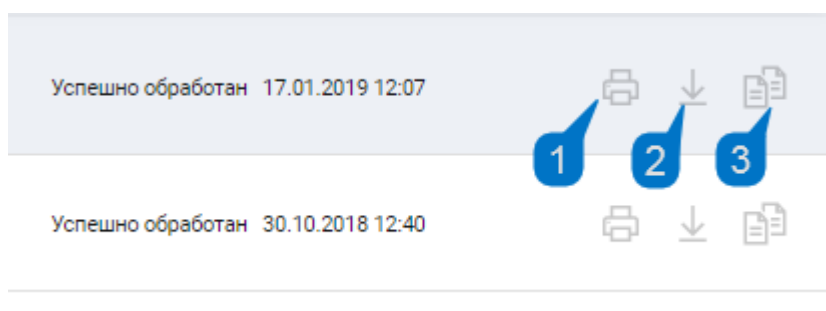 Успешно обработан 17.01.2019 12:07
1 2 3
Успешно обработан 30.10.2018 12:40